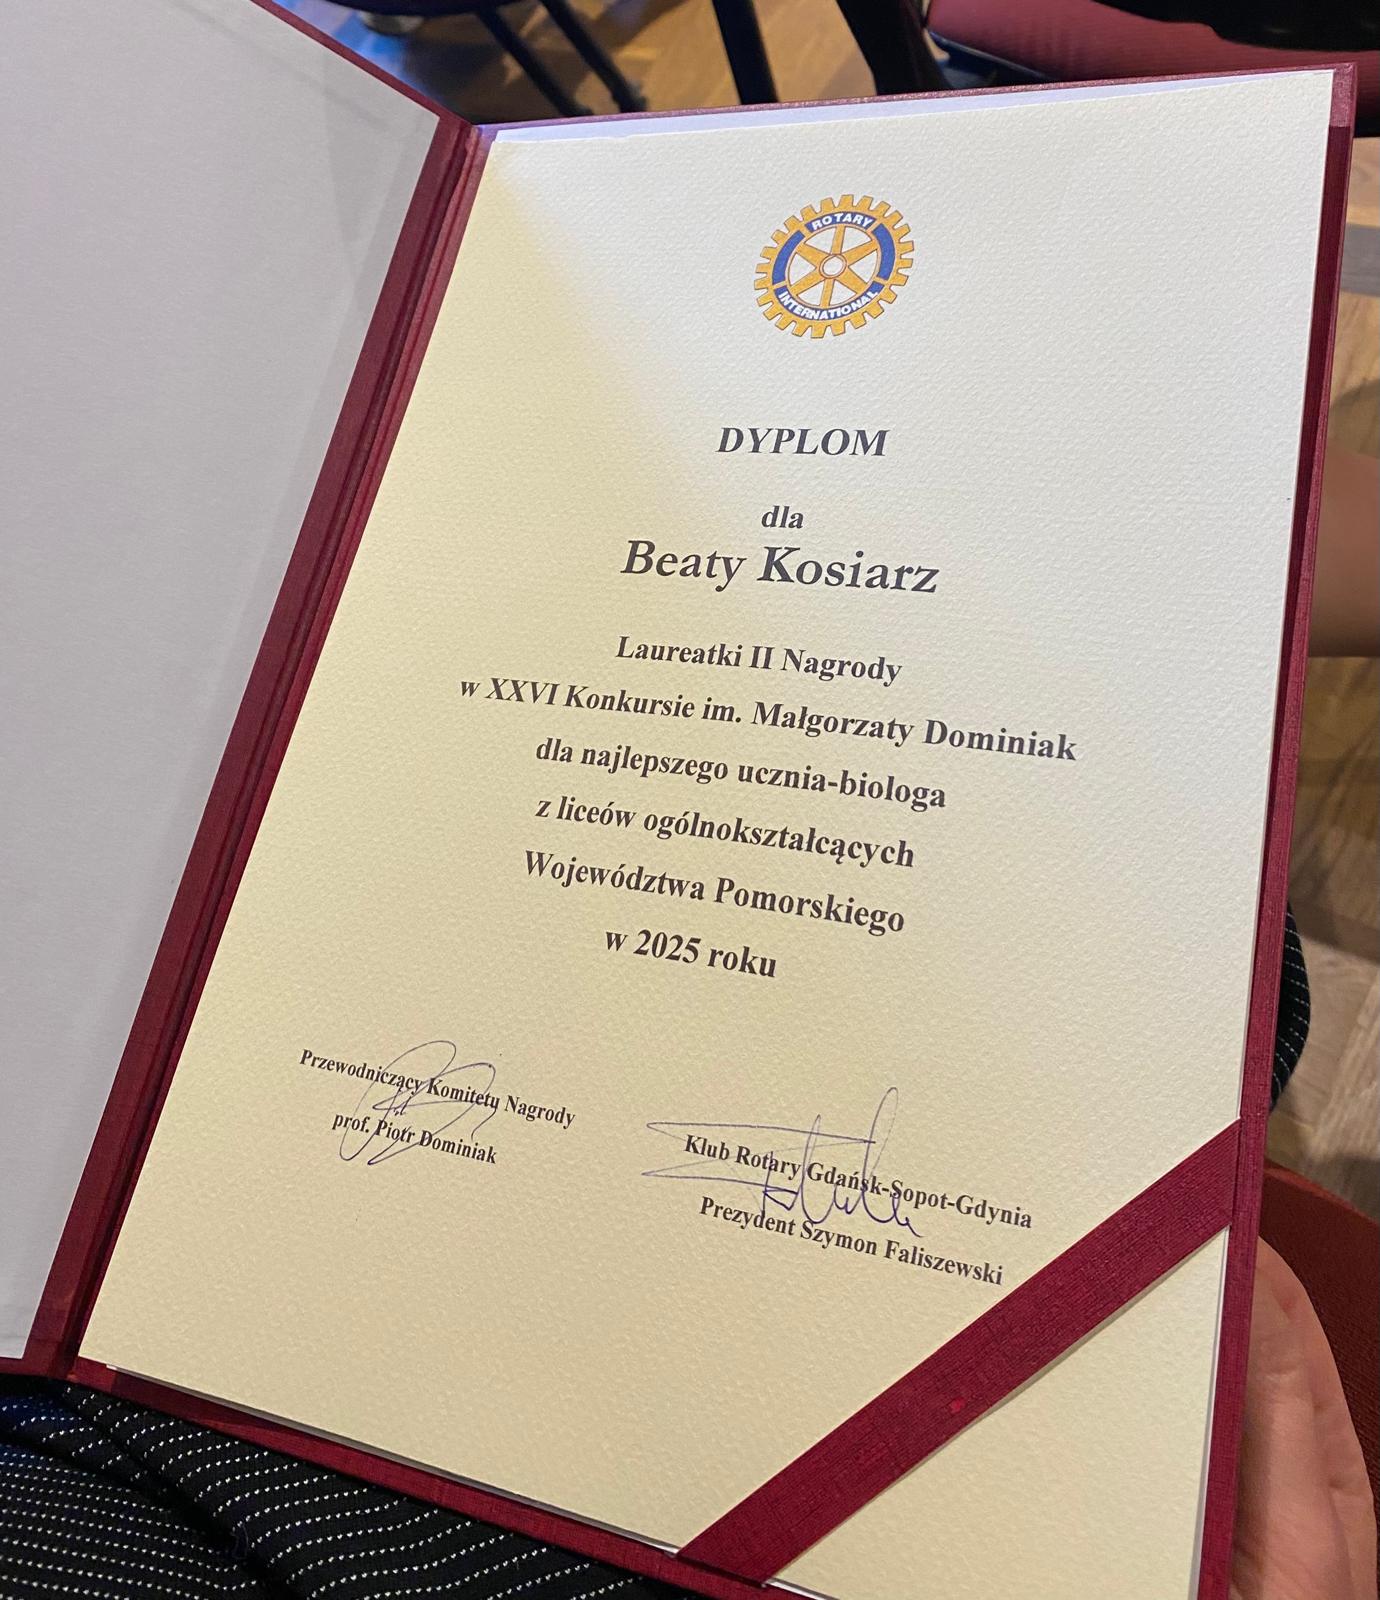 ROTARY
INTERNATIONAL
DYPLOM
dla
Beaty Kosiarz
Laureatki II Nagrody
w XXVI Konkursie im. Małgorzaty Dominiak
dla najlepszego ucznia-biologa
z liceów ogólnokształcących
Województwa Pomorskiego
w 2025 roku
Przewodniczący Komitetu Nagrody
prof. Piotr Dominiak
Klub Rotary Gdańsk-Sopot-Gdynia
Prezydent Szymon Faliszewski